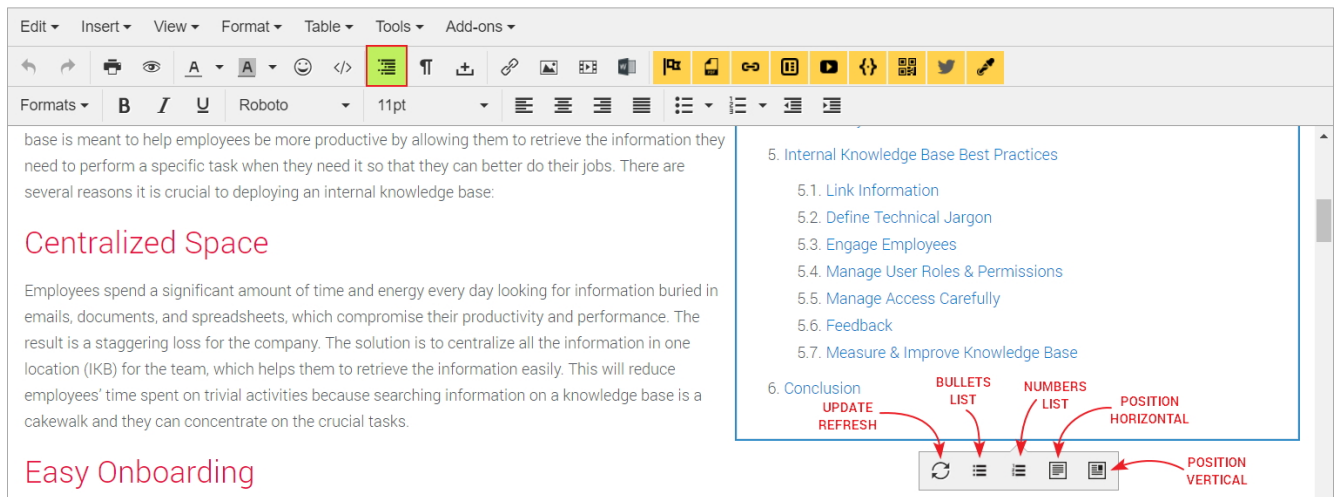 Edit Insert View Format Table Tools Add-ons
Formats B I U Roboto 11pt
base is meant to help employees be more productive by allowing them to retrieve the information they
need to perform a specific task when they need it so that they can better do their jobs. There are
several reasons it is crucial to deploying an internal knowledge base:
Centralized Space
Employees spend a significant amount of time and energy every day looking for information buried in
emails, documents, and spreadsheets, which compromise their productivity and performance. The
result is a staggering loss for the company. The solution is to centralize all the information in one
location (IKB) for the team, which helps them to retrieve the information easily. This will reduce
employees' time spent on trivial activities because searching information on a knowledge base is a
cakewalk and they can concentrate on the crucial tasks.
Easy Onboarding
5. Internal Knowledge Base Best Practices
5.1. Link Information
5.2. Define Technical Jargon
5.3. Engage Employees
5.4. Manage User Roles & Permissions
5.5. Manage Access Carefully
5.6. Feedback
5.7. Measure & Improve Knowledge Base
6. Conclusion
UPDATE
REFRESH
BULLETS
LIST
NUMBERS
LIST
POSITION
HORIZONTAL
POSITION
VERTICAL